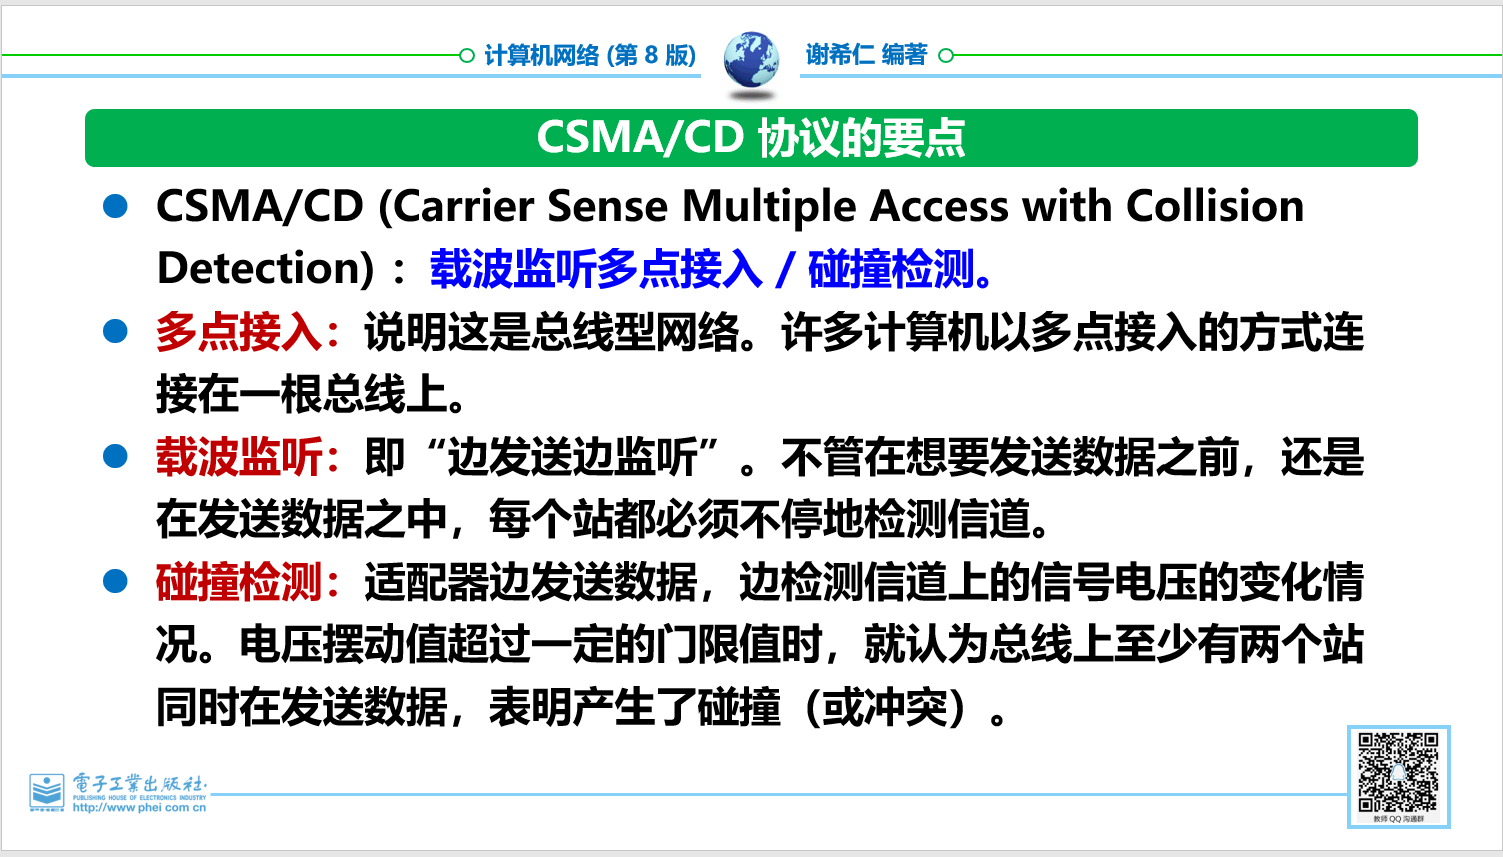 计算机网络 (第 8 版)
谢希仁 编著
CSMA/CD 协议的要点
CSMA/CD (Carrier Sense Multiple Access with Collision
Detection) ：载波监听多点接入 / 碰撞检测。
多点接入：说明这是总线型网络。许多计算机以多点接入的方式连
接在一根总线上。
载波监听：即“边发送边监听”。不管在想要发送数据之前，还是
在发送数据之中，每个站都必须不停地检测信道。
碰撞检测：适配器边发送数据，边检测信道上的信号电压的变化情
况。电压摆动值超过一定的门限值时，就认为总线上至少有两个站
同时在发送数据，表明产生了碰撞（或冲突）。
電子工業出版社
PUBLISHING HOUSE OF ELECTRONICS INDUSTRY
http://www phei com cn
教师 QQ 沟通群